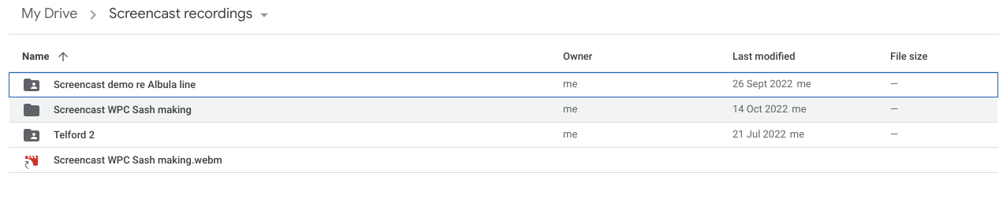 My Drive > Screencast recordings
Name Owner Last modified File size
Screencast demo re Albula line me 26 Sept 2022 me —
Screencast WPC Sash making me 14 Oct 2022 me —
Telford 2 me 21 Jul 2022 me —
Screencast WPC Sash making.webm